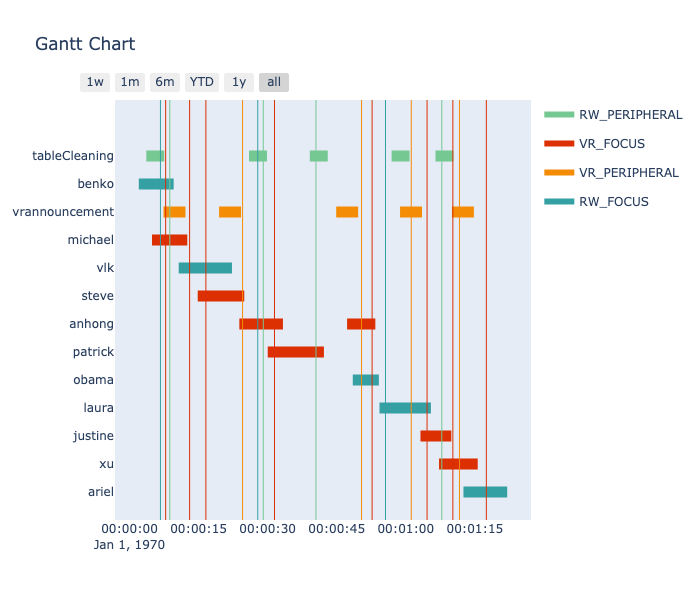 Gantt Chart
1w 1m 6m YTD 1y all
RW_PERIPHERAL
VR_FOCUS
VR_PERIPHERAL
RW_FOCUS
tableCleaning
benko
vrannouncement
michael
vlk
steve
anhong
patrick
obama
laura
justine
xu
ariel
00:00:00 00:00:15 00:00:30 00:00:45 00:01:00 00:01:15
Jan 1, 1970